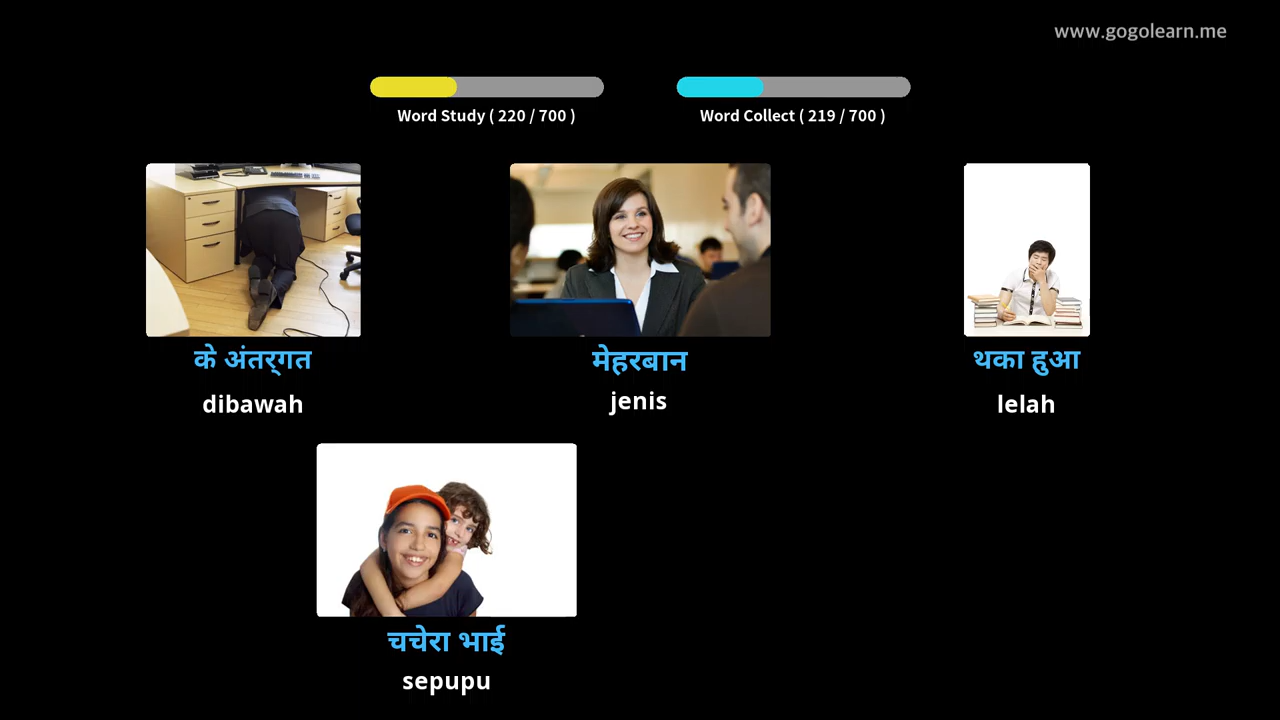 www.gogolearn.me
Word Study ( 220 / 700 )
Word Collect ( 219 / 700 )
के अंतर्गत
dibawah
मेहरबान
jenis
थका हुआ
lelah
चचेरा भाई
sepupu